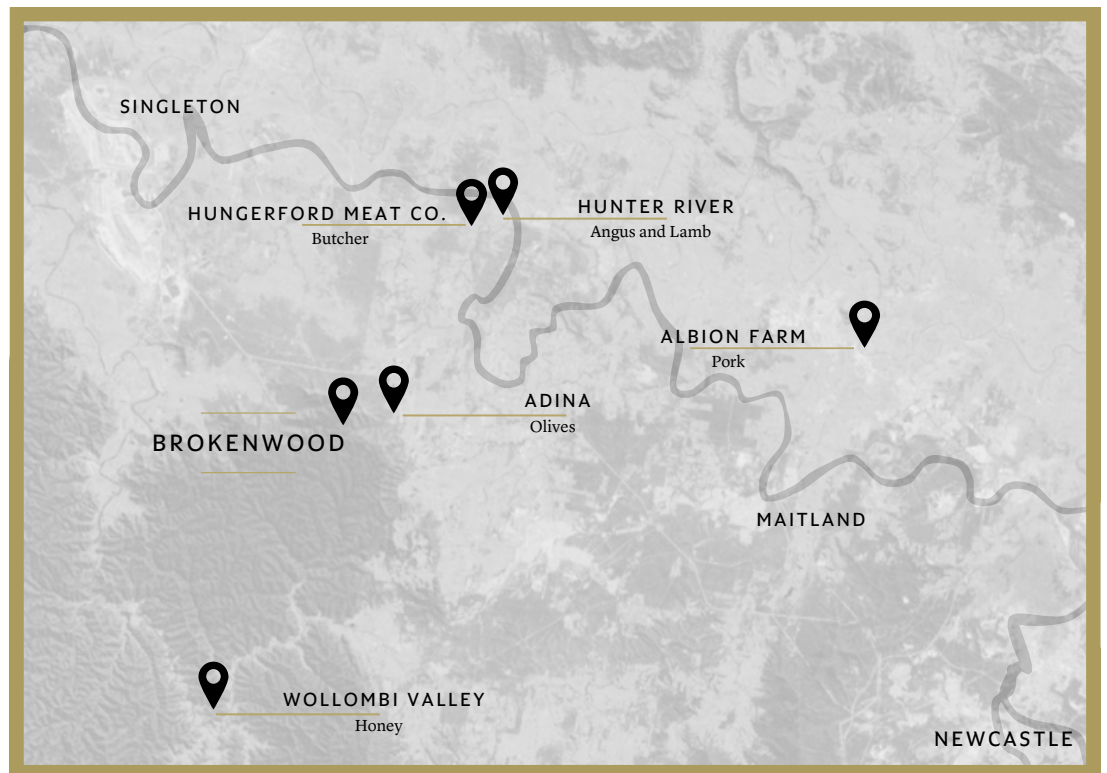 SINGLETON
HUNGERFORD MEAT CO.
Butcher
HUNTER RIVER
Angus and Lamb
ALBION FARM
Pork
ADINA
Olives
BROKENWOOD
MAITLAND
WOLLOMBI VALLEY
Honey
NEWCASTLE